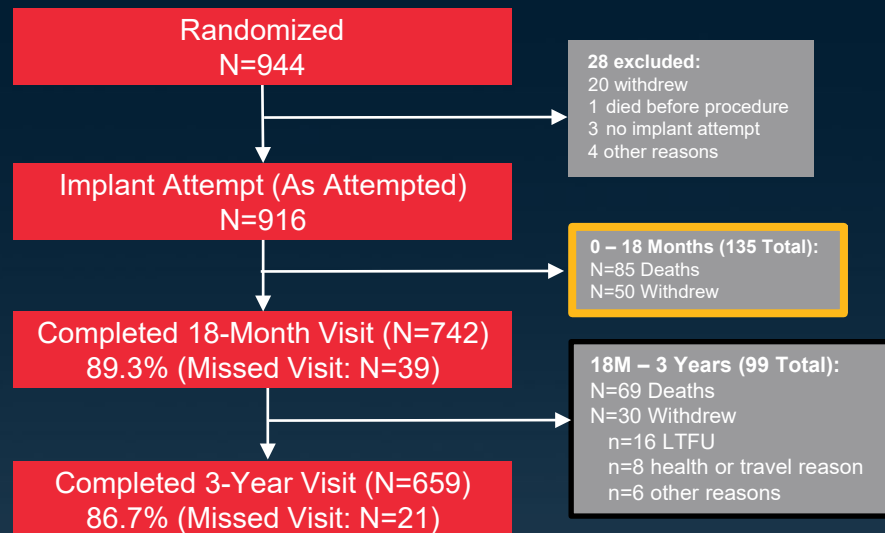 Randomized
N=944
28 excluded:
20 withdrew
1 died before procedure
3 no implant attempt
4 other reasons
Implant Attempt (As Attempted)
N=916
0 – 18 Months (135 Total):
N=85 Deaths
N=50 Withdrew
Completed 18-Month Visit (N=742)
89.3% (Missed Visit: N=39)
18M – 3 Years (99 Total):
N=69 Deaths
N=30 Withdrew
n=16 LTFU
n=8 health or travel reason
n=6 other reasons
Completed 3-Year Visit (N=659)
86.7% (Missed Visit: N=21)